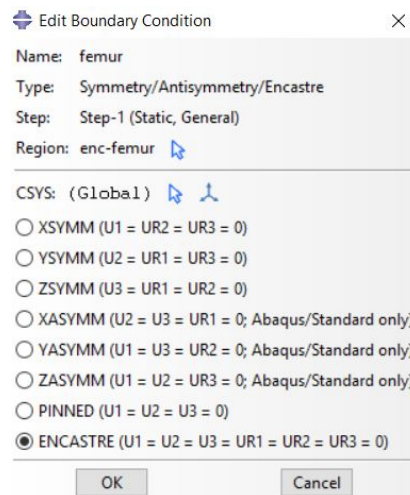 Edit Boundary Condition
Name: femur
Type: Symmetry/Antisymmetry/Encastre
Step: Step-1 (Static, General)
Region: enc-femur
CSYS: (Global)
XSYMM (U1 = UR2 = UR3 = 0)
YSYMM (U2 = UR1 = UR3 = 0)
ZSYMM (U3 = UR1 = UR2 = 0)
XASYMM (U2 = U3 = UR1 = 0; Abaqus/Standard only)
YASYMM (U1 = U3 = UR2 = 0; Abaqus/Standard only)
ZASYMM (U1 = U2 = UR3 = 0; Abaqus/Standard only)
PINNED (U1 = U2 = U3 = 0)
ENCASTRE (U1 = U2 = U3 = UR1 = UR2 = UR3 = 0)
OK Cancel